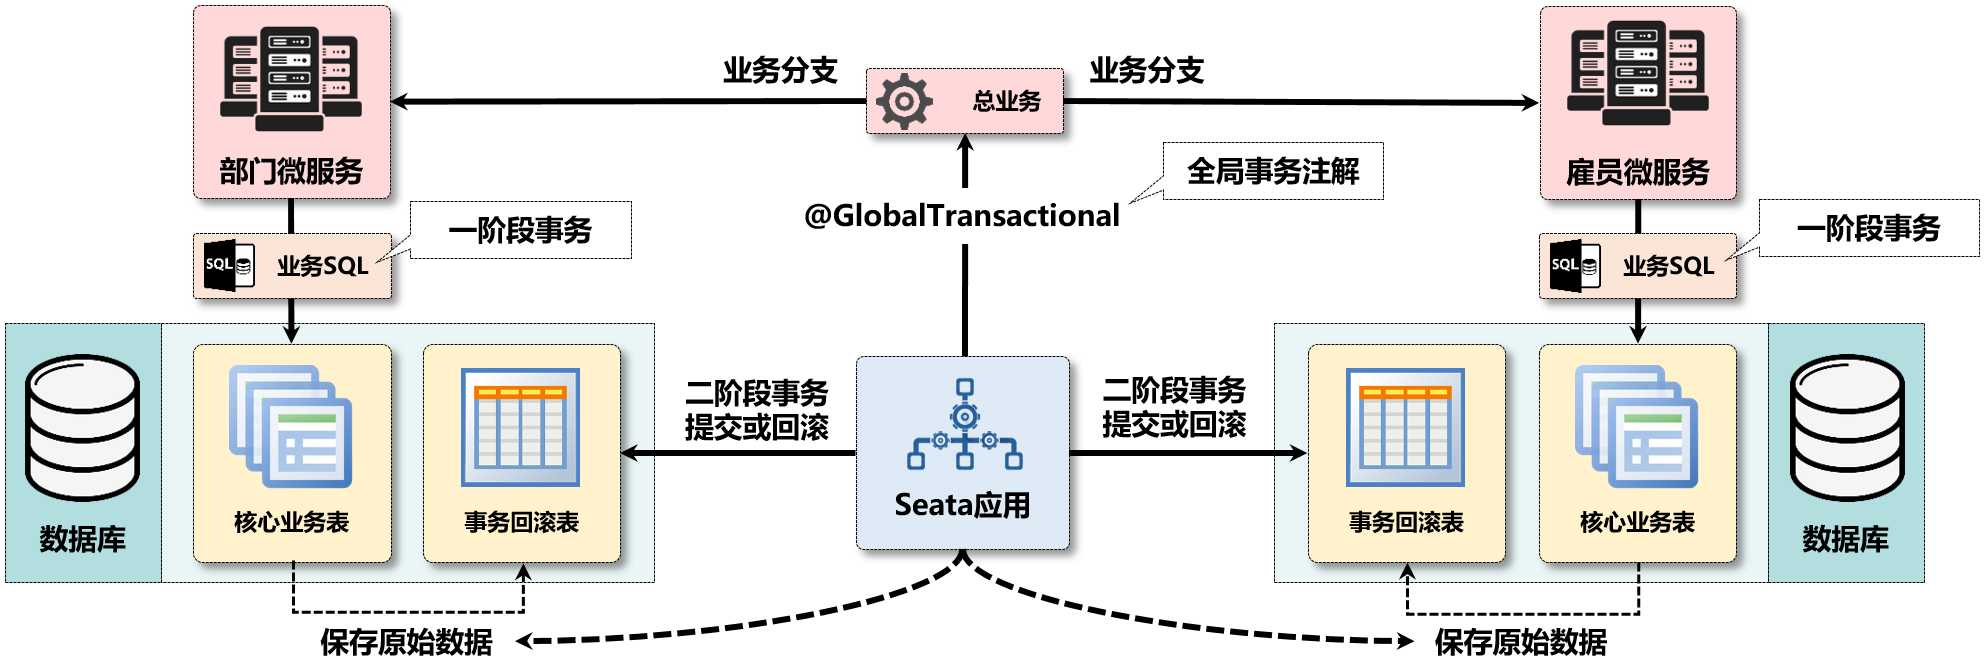 业务分支
业务分支
总业务
部门微服务
雇员微服务
全局事务注解
@GlobalTransactional
一阶段事务
一阶段事务
SQL
业务SQL
SQL
业务SQL
二阶段事务
提交或回滚
二阶段事务
提交或回滚
数据库
核心业务表
事务回滚表
Seata应用
事务回滚表
核心业务表
数据库
保存原始数据
保存原始数据